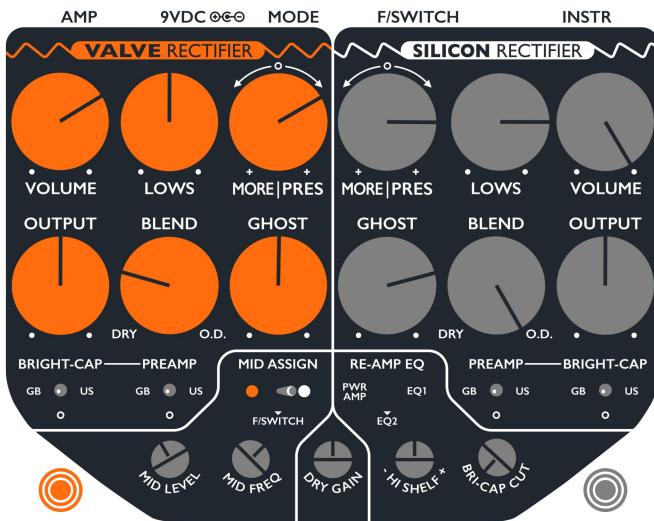 AMP 9VDC MODE F/SWITCH INSTR
VALVE RECTIFIER SILICON RECTIFIER
+ + + +
VOLUME LOWS MORE|PRES MORE|PRES LOWS VOLUME
OUTPUT BLEND GHOST GHOST BLEND OUTPUT
DRY O.D. DRY O.D.
BRIGHT-CAP PREAMP MID ASSIGN RE-AMP EQ PREAMP BRIGHT-CAP
GB US GB US PWR AMP EQ1 GB US GB US
F/SWITCH EQ2
MID LEVEL MID FREQ DRY GAIN - HI SHELF + BRI-CAP CUT